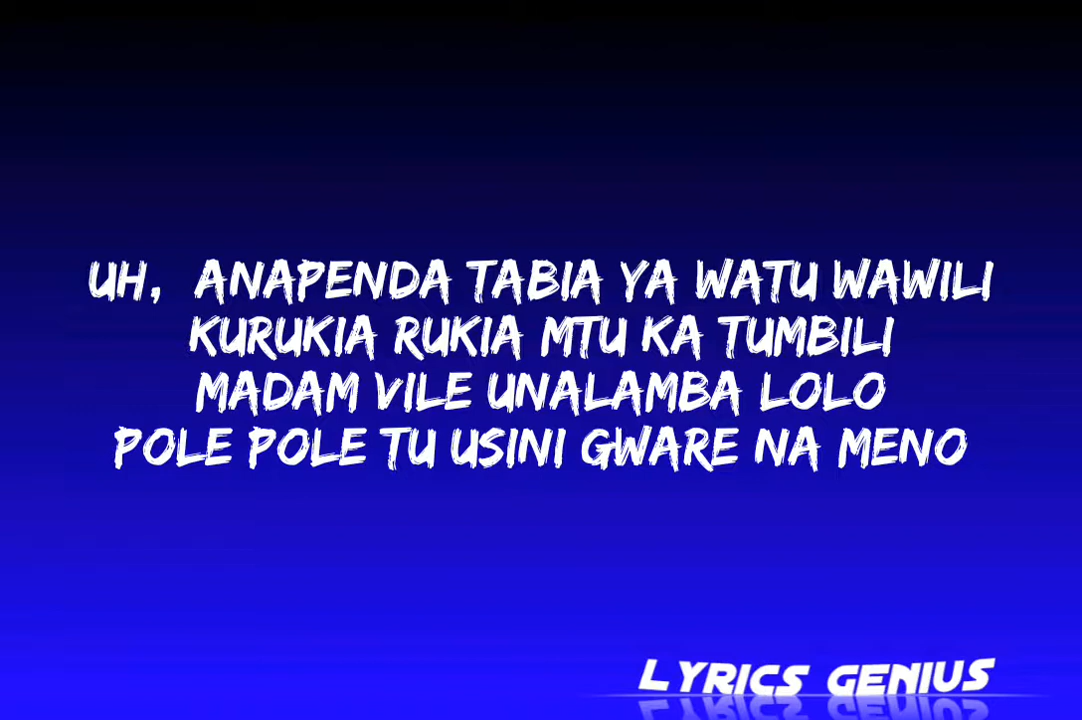 UH, ANAPENDA TABIA YA WATU WAWILI
KURUKIA RUKIA MTU KA TUMBILI
MADAM VILE UNALAMBA LOLO
POLE POLE TU USINI GWARE NA MENO
LYRICS GENIUS